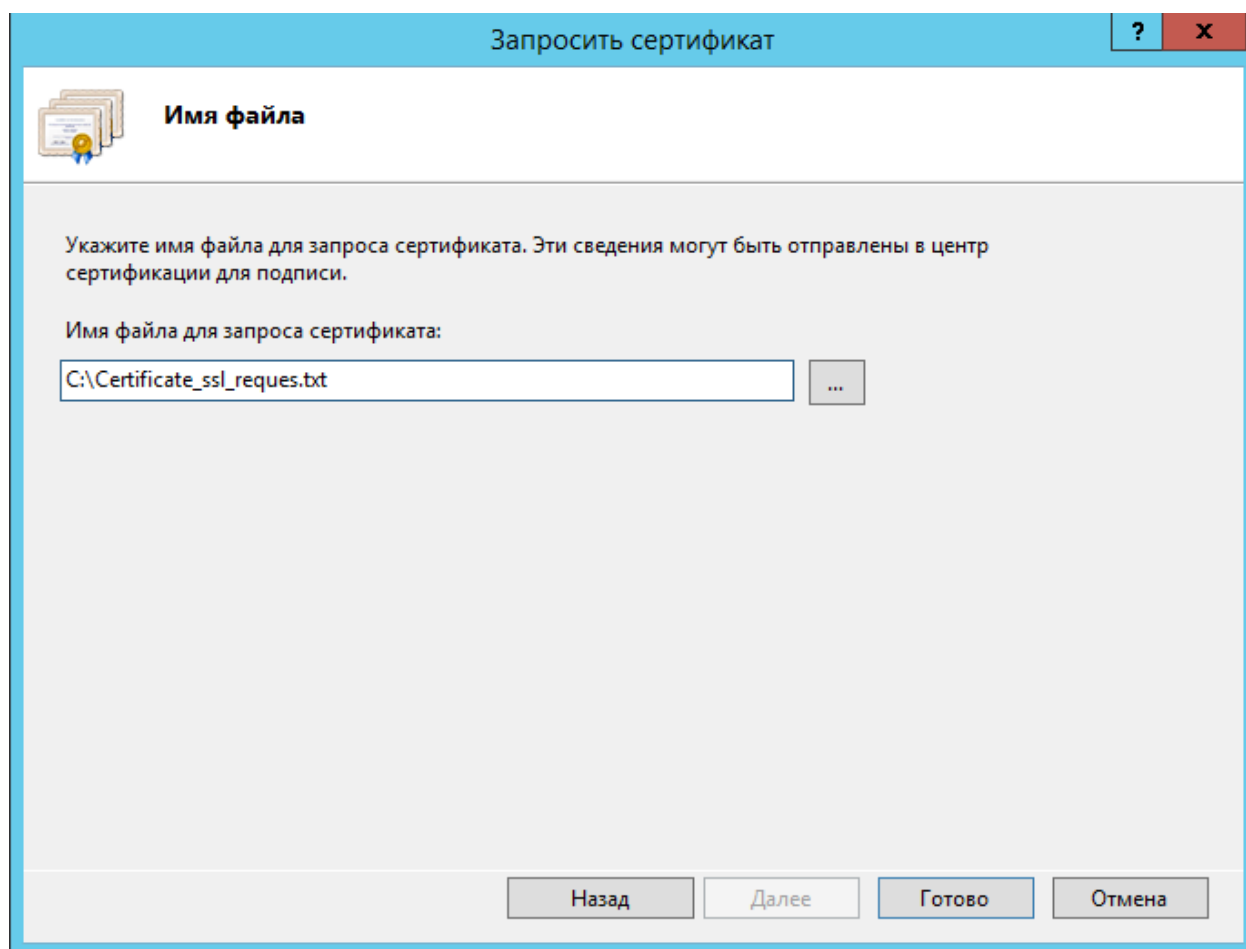 Запросить сертификат
? x
Имя файла
Укажите имя файла для запроса сертификата. Эти сведения могут быть отправлены в центр
сертификации для подписи.
Имя файла для запроса сертификата:
C:\Certificate_ssl_reques.txt
...
Назад Далее Готово Отмена